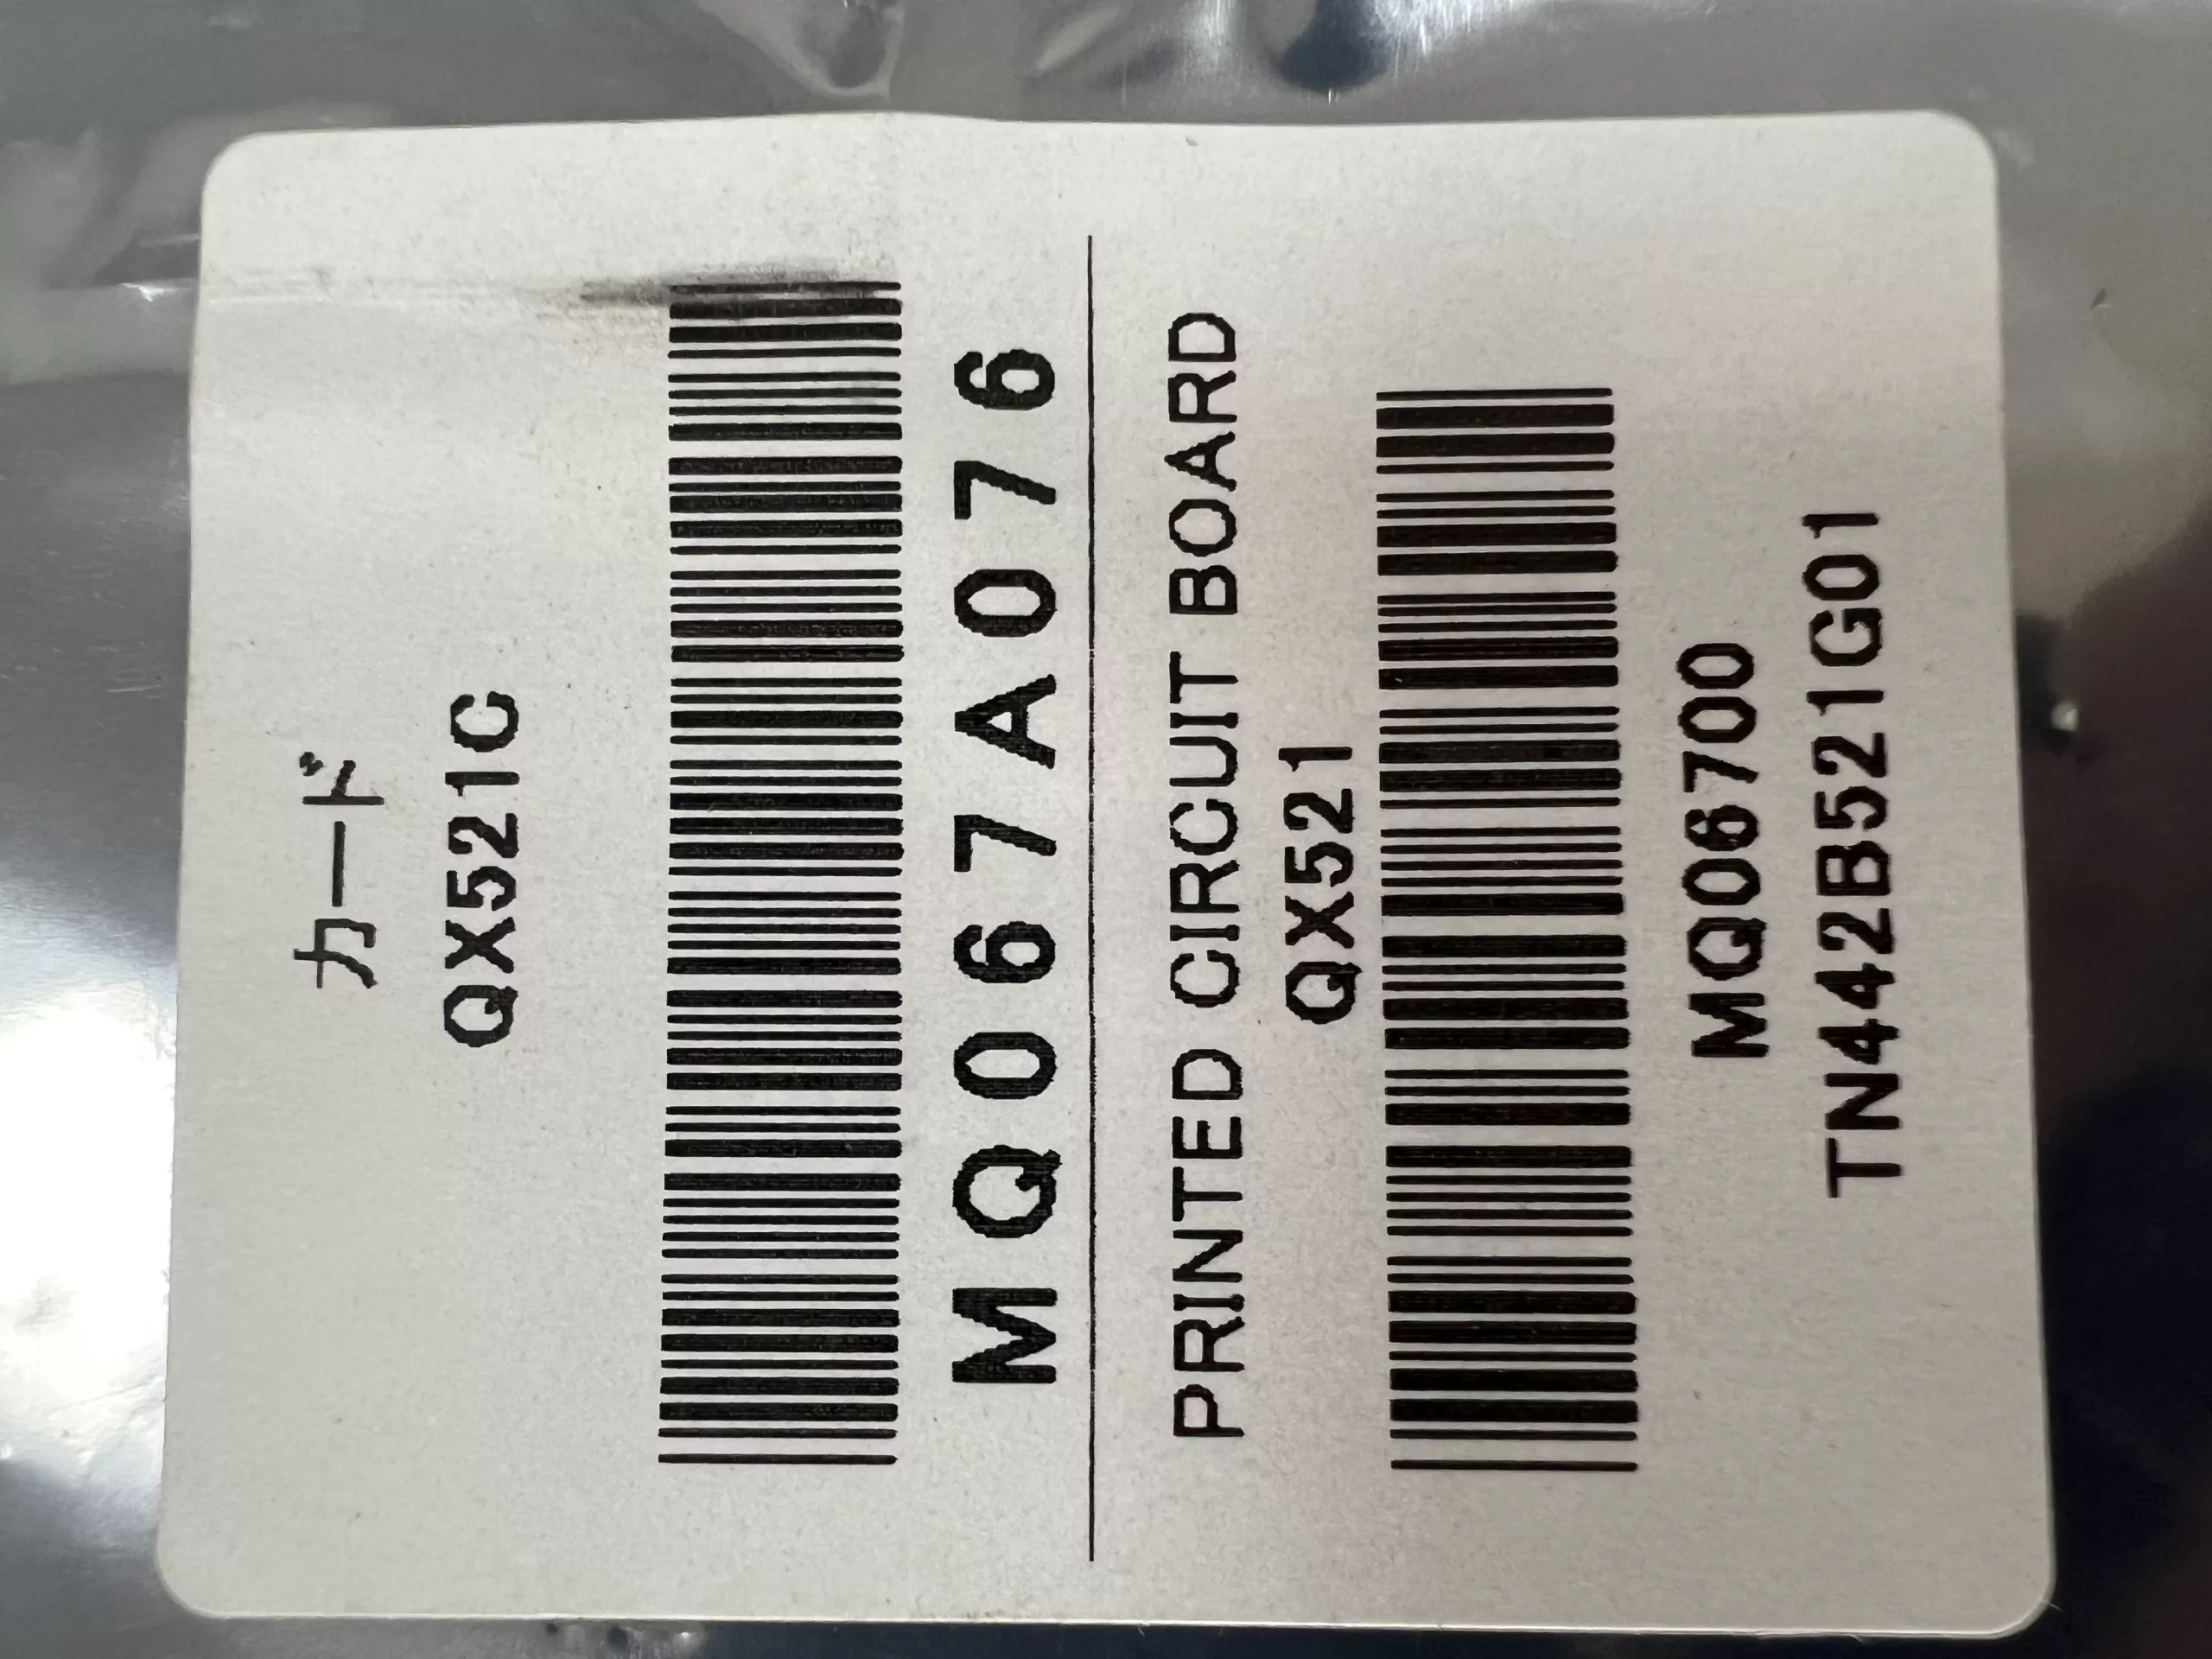 カード
QX521C
MQ067A076
PRINTED CIRCUIT BOARD
QX521
MQ06700
TN442B521G01